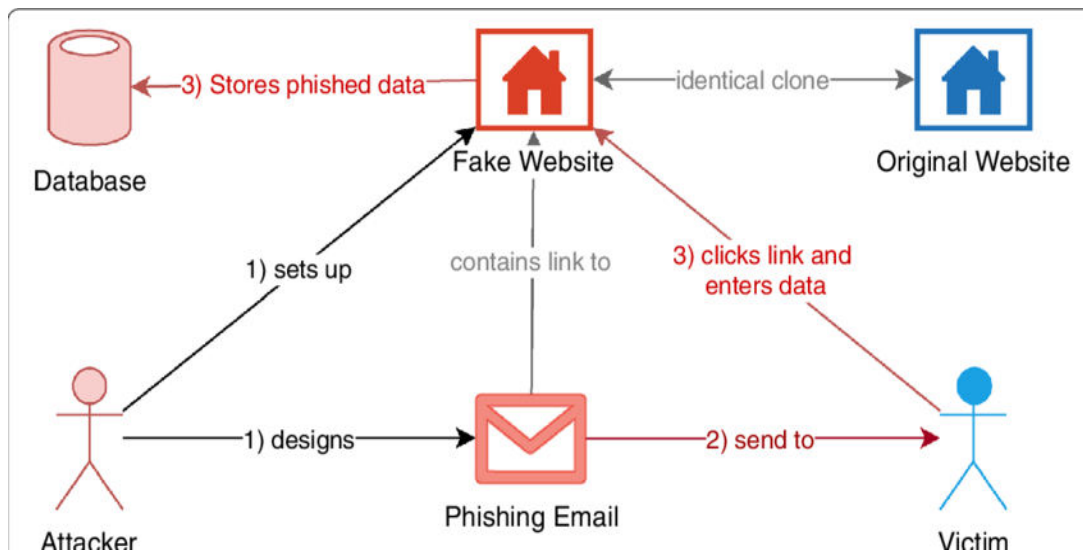 3) Stores phished data
identical clone
Database
Fake Website
Original Website
1) sets up
contains link to
3) clicks link and
enters data
1) designs
2) send to
Phishing Email
Attacker
Victim